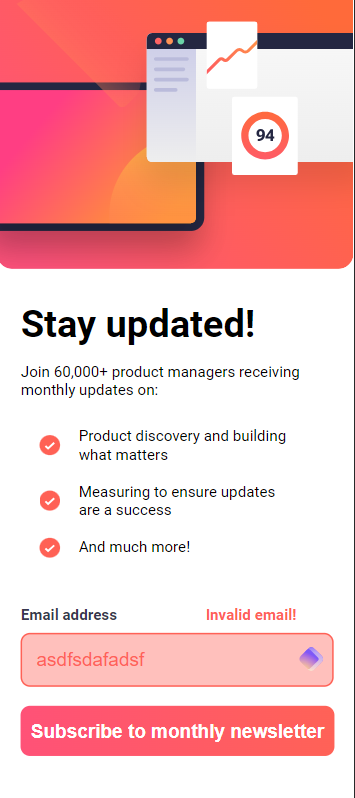 94
Stay updated!
Join 60,000+ product managers receiving
monthly updates on:
Product discovery and building
what matters
Measuring to ensure updates
are a success
And much more!
Email address Invalid email!
asdfsdafadsf
Subscribe to monthly newsletter